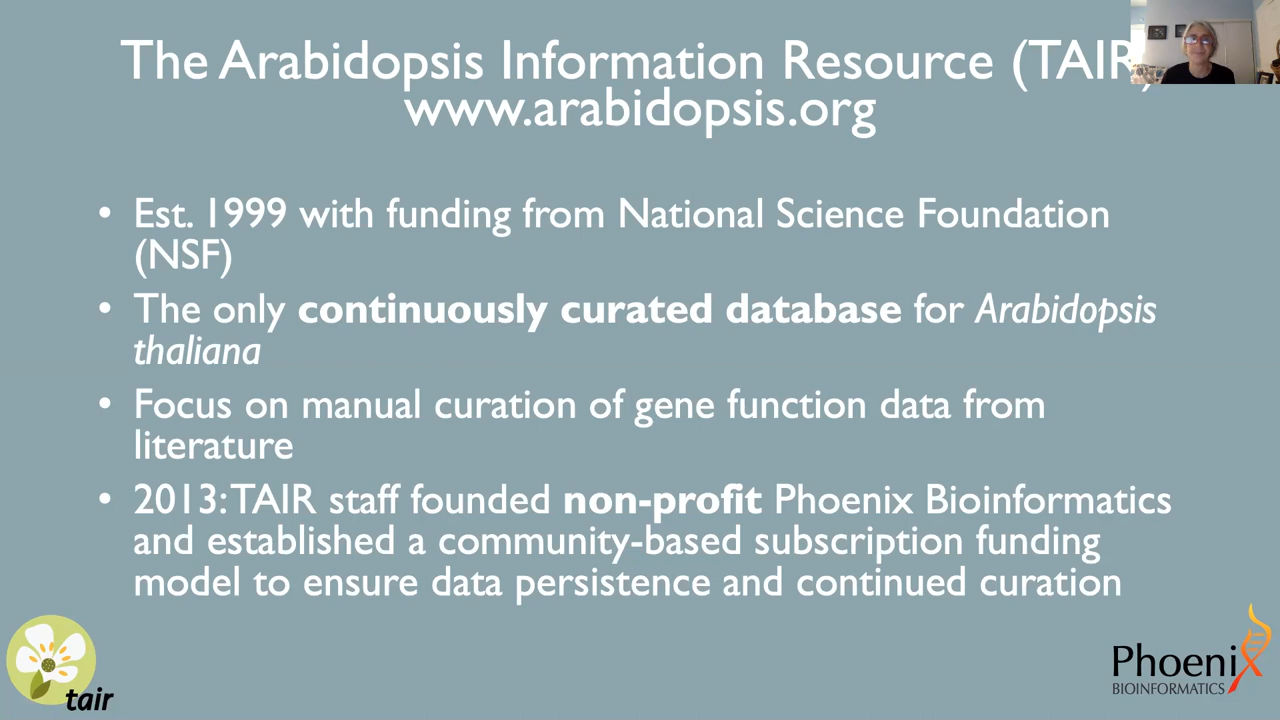 The Arabidopsis Information Resource (TAIR)
www.arabidopsis.org
• Est. 1999 with funding from National Science Foundation
(NSF)
• The only continuously curated database for Arabidopsis
thaliana
• Focus on manual curation of gene function data from
literature
• 2013: TAIR staff founded non-profit Phoenix Bioinformatics
and established a community-based subscription funding
model to ensure data persistence and continued curation
tair
Phoenix
BIOINFORMATICS